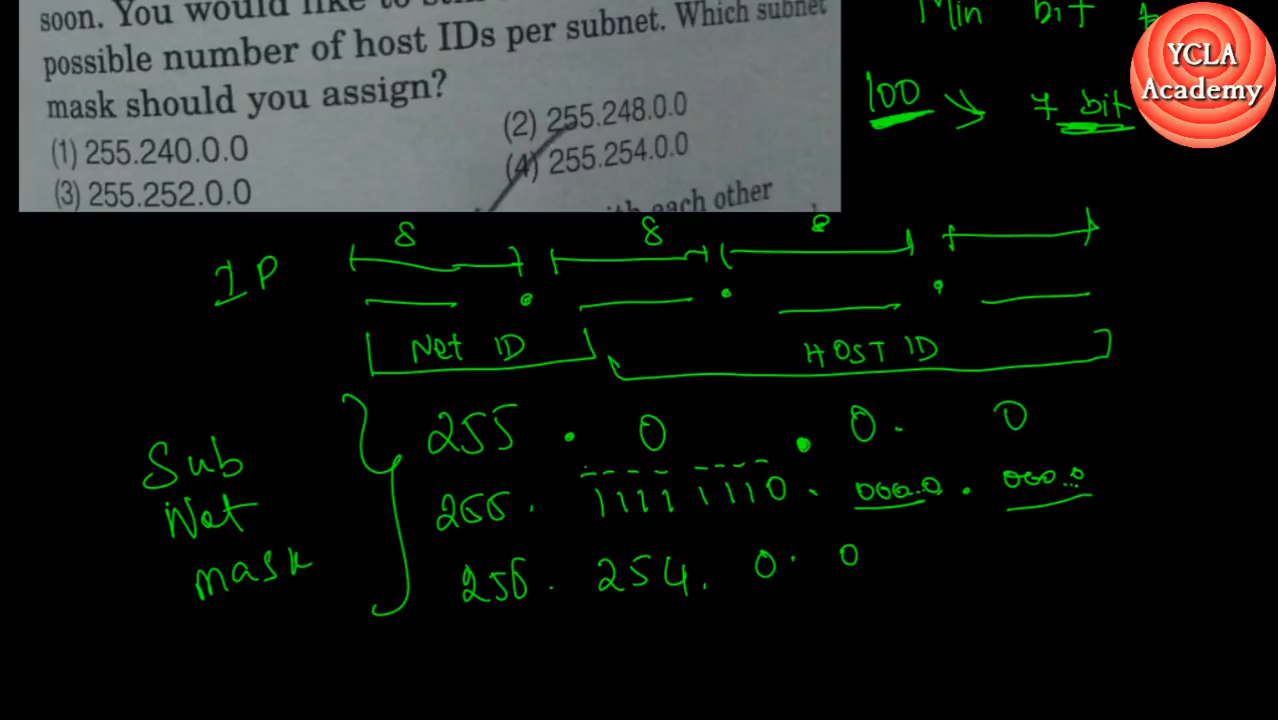 soon. You would like to
possible number of host IDs per subnet. Which subnet
mask should you assign?
(1) 255.240.0.0
(2) 255.248.0.0
(3) 255.252.0.0
(4) 255.254.0.0
with each other
Min bit
100 7 bit
YCLA
Academy
8 8 8
IP
Net ID HOST ID
Sub
Net
mask
255 . 0 . 0 . 0
255 . 11111110 . 0000.0 . 000..0
255 . 254 . 0 . 0